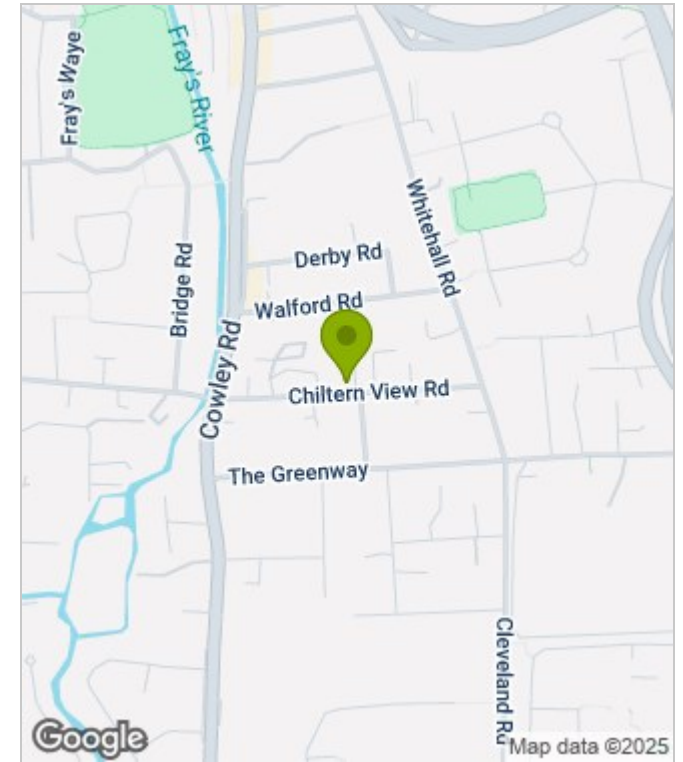 Fray's Waye
Fray's River
Whitehall Rd
Derby Rd
Bridge Rd
Walford Rd
Cowley Rd
Chiltern View Rd
The Greenway
Cleveland Rd
Google
Map data ©2025